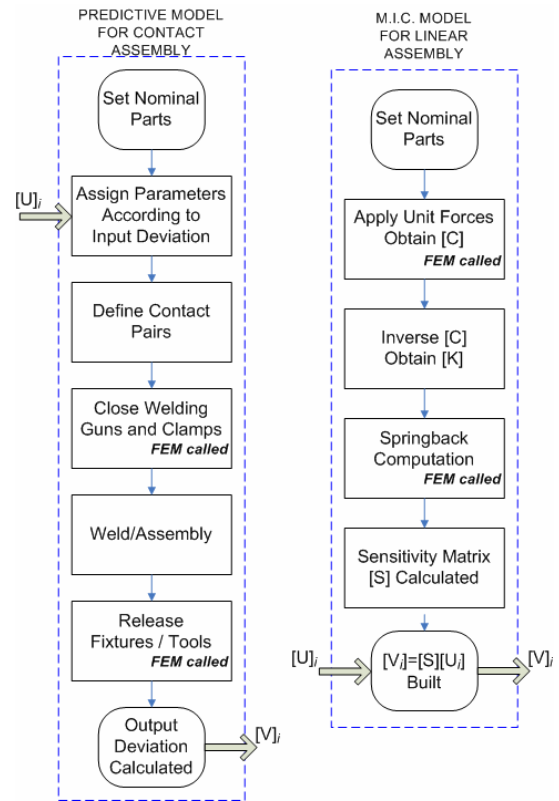 PREDICTIVE MODEL
FOR CONTACT
ASSEMBLY
Set Nominal
Parts
[U]i
Assign Parameters
According to
Input Deviation
Define Contact
Pairs
Close Welding
Guns and Clamps
FEM called
Weld/Assembly
Release
Fixtures / Tools
FEM called
Output
Deviation
Calculated
[V]i
M.I.C. MODEL
FOR LINEAR
ASSEMBLY
Set Nominal
Parts
Apply Unit Forces
Obtain [C]
FEM called
Inverse [C]
Obtain [K]
Springback
Computation
FEM called
Sensitivity Matrix
[S] Calculated
[U]i
[Vi]=[S][Ui]
Built
[V]i